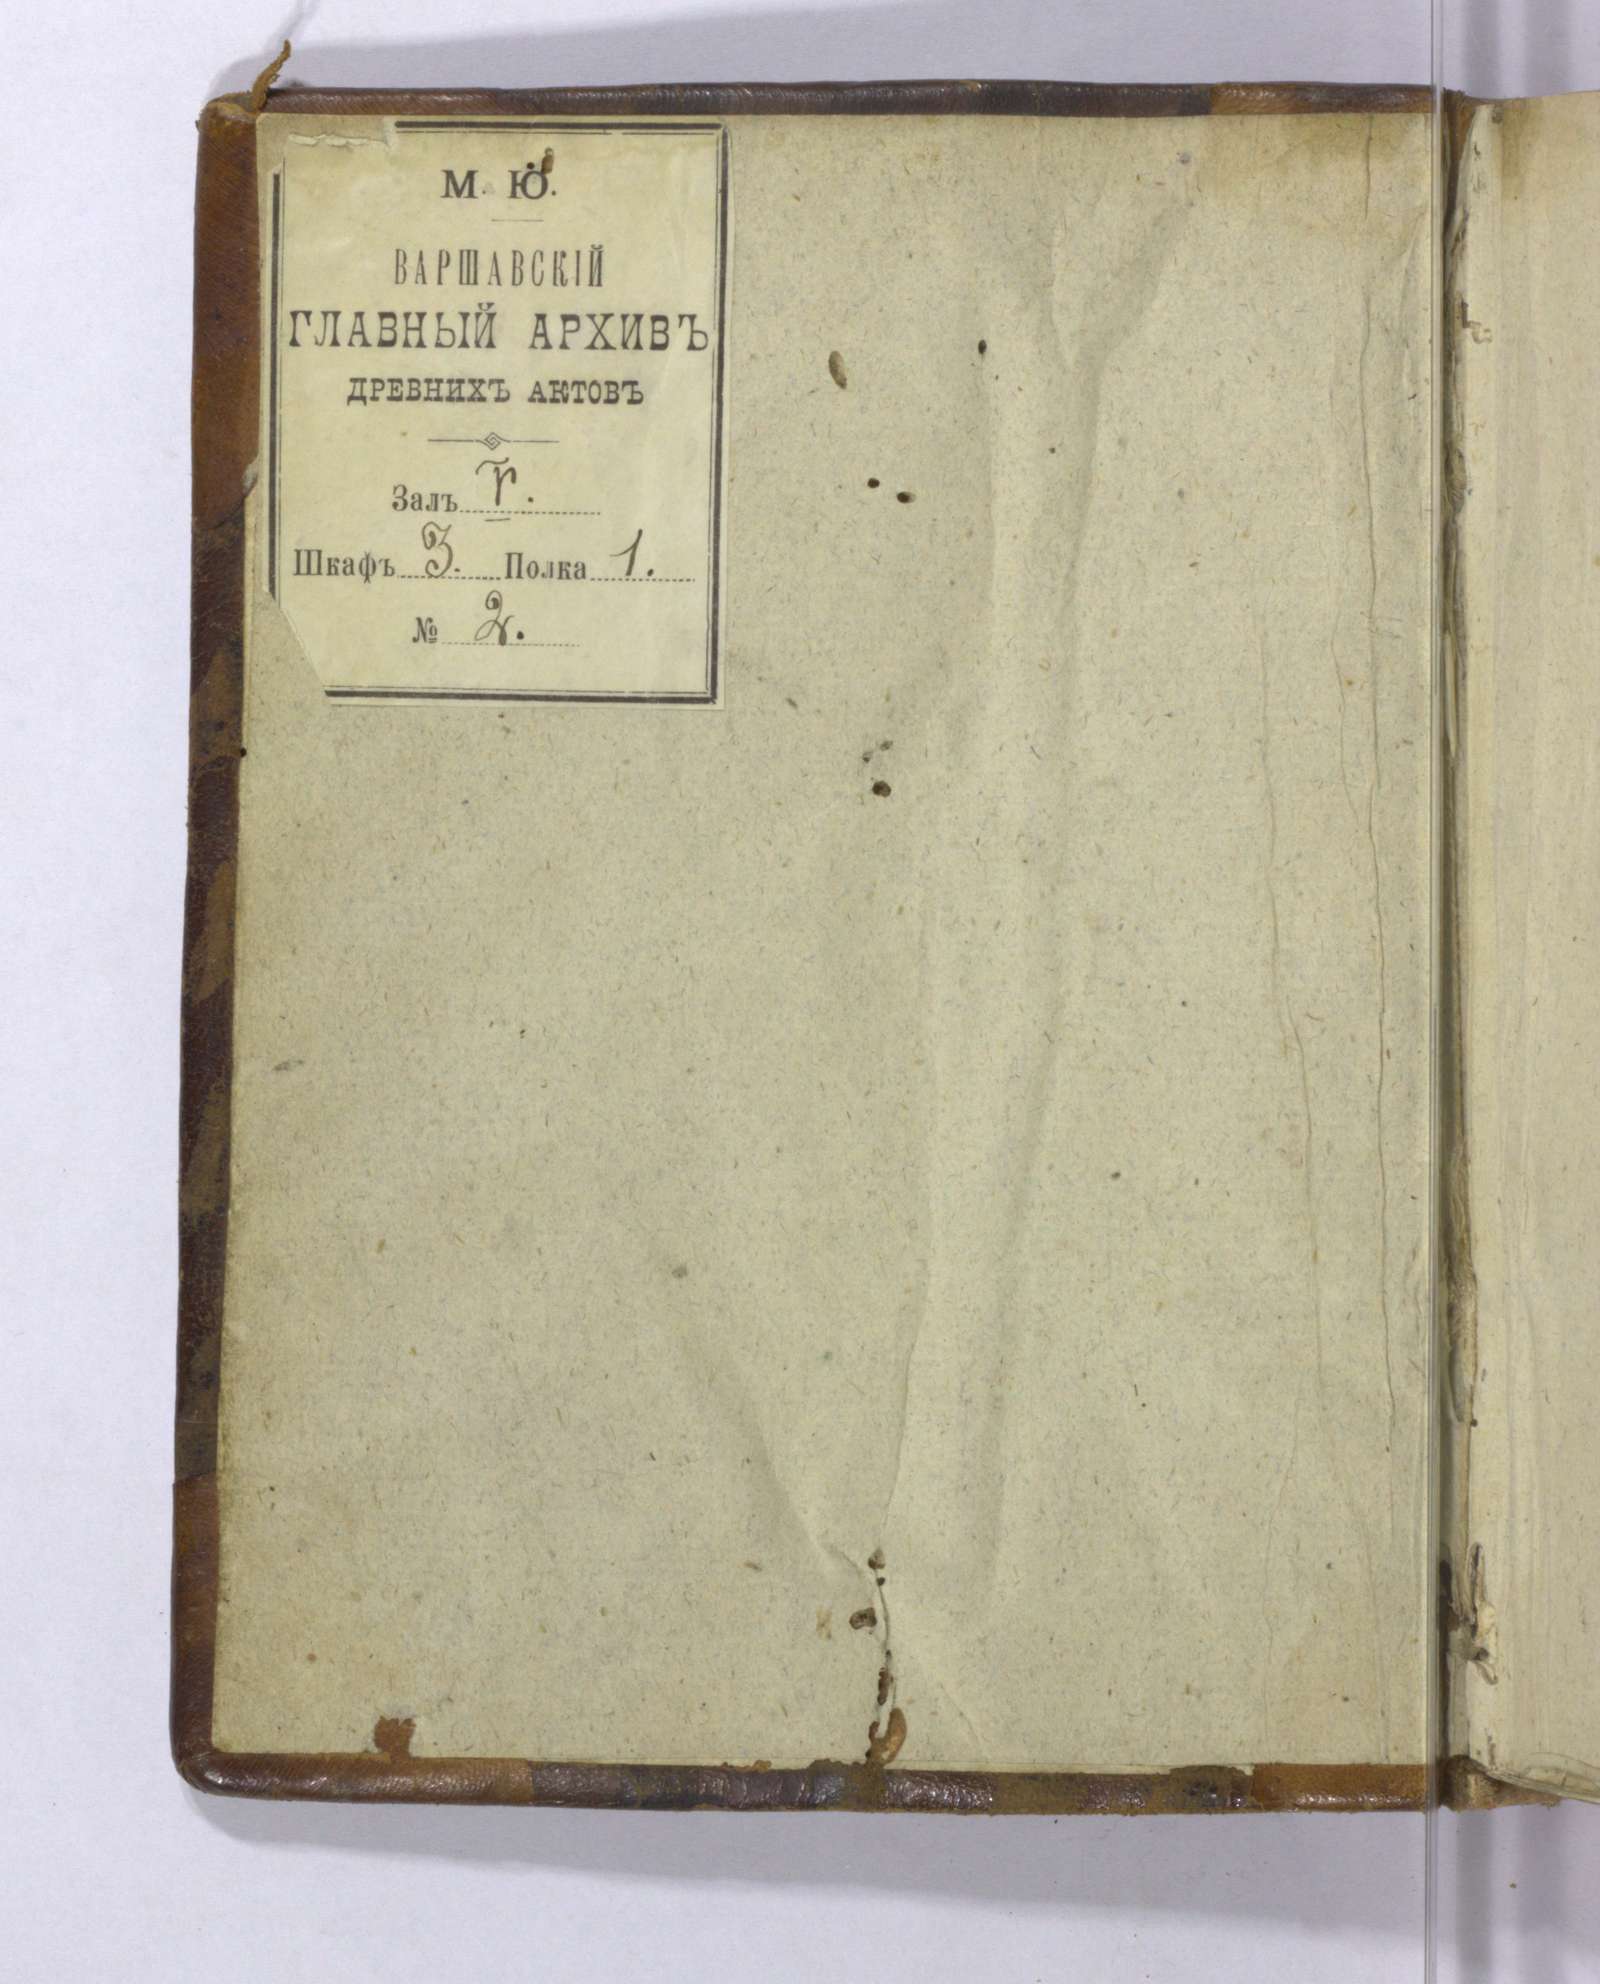 М. Ю.
ВАРШАВСКІЙ
ГЛАВНЫЙ АРХИВЪ
ДРЕВНИХЪ АКТОВЪ
Залъ
Шкафъ 3. Полка 1.
№ 2.